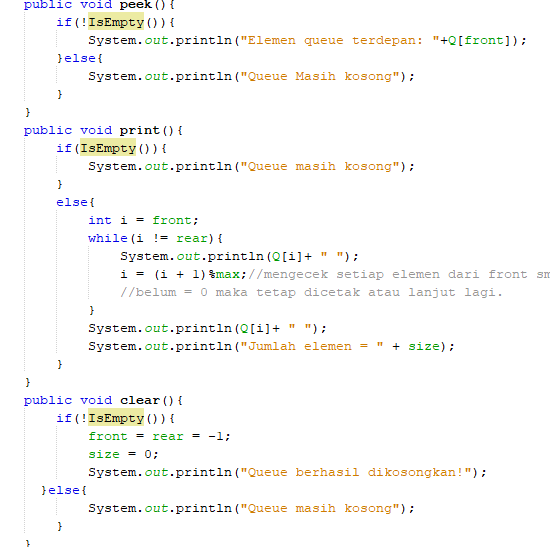 public void peek(){
if(!IsEmpty()){
System.out.println("Elemen queue terdepan: "+Q[front]);
}else{
System.out.println("Queue Masih kosong");
}
}
public void print(){
if(IsEmpty()){
System.out.println("Queue masih kosong");
}
else{
int i = front;
while(i != rear){
System.out.println(Q[i]+ " ");
i = (i + 1)%max;//mengecek setiap elemen dari front sm
//belum = 0 maka tetap dicetak atau lanjut lagi.
}
System.out.println(Q[i]+ " ");
System.out.println("Jumlah elemen = " + size);
}
}
public void clear(){
if(!IsEmpty()){
front = rear = -1;
size = 0;
System.out.println("Queue berhasil dikosongkan!");
}else{
System.out.println("Queue masih kosong");
}
}